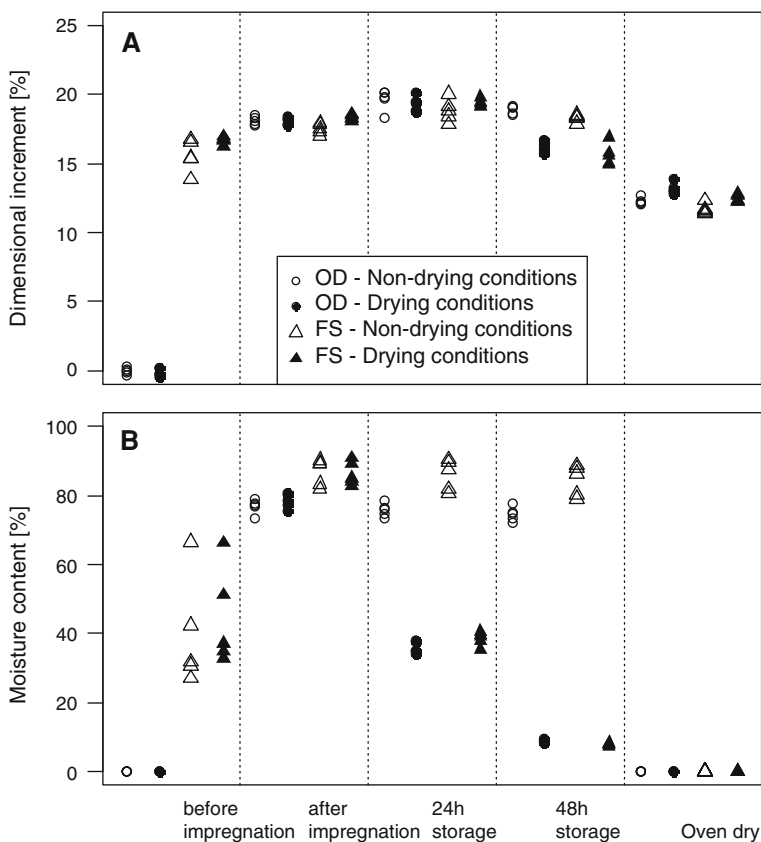 25
A
20
15
10
5
0
Dimensional increment [%]
OD - Non-drying conditions
OD - Drying conditions
FS - Non-drying conditions
FS - Drying conditions
100
B
80
60
40
20
0
Moisture content [%]
before impregnation
after impregnation
24h storage
48h storage
Oven dry